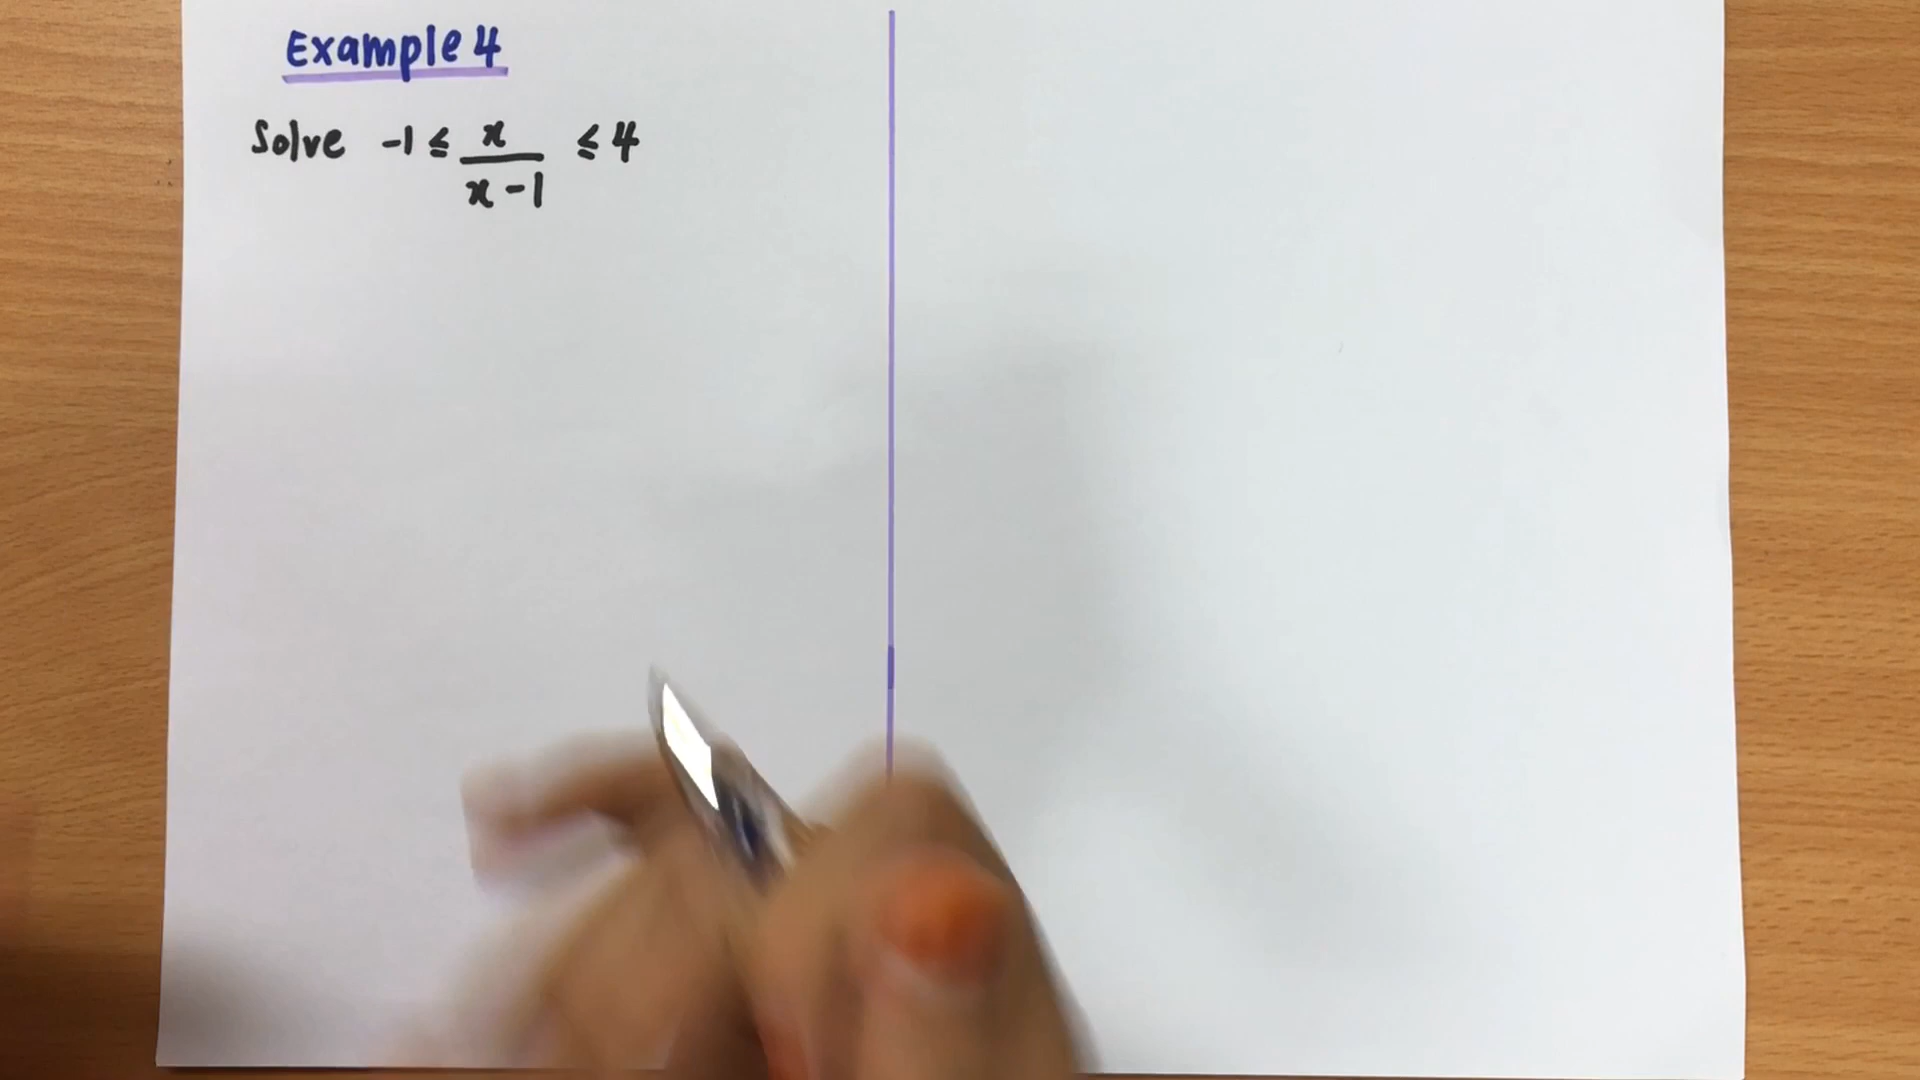 Example 4
Solve -1 ≤ x/(x-1) ≤ 4